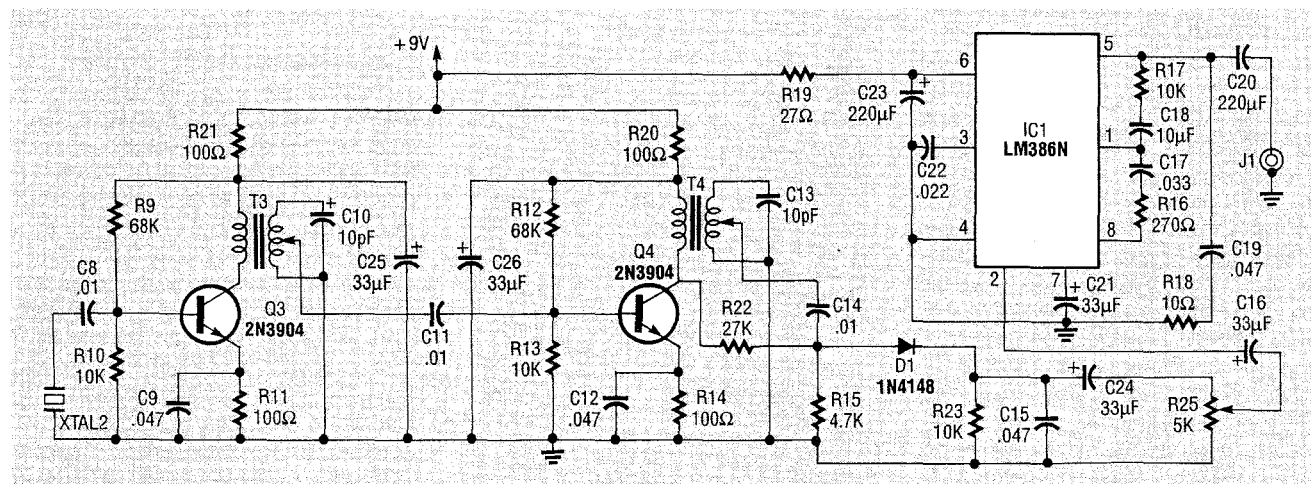 +9V
R21
100Ω
R9
68K
T3
C10
10pF
C25
33µF
C8
.01
Q3
2N3904
R10
10K
C9
.047
R11
100Ω
XTAL2
C11
.01
R20
100Ω
C26
33µF
R12
68K
T4
C13
10pF
Q4
2N3904
R13
10K
C12
.047
R14
100Ω
R22
27K
C14
.01
R15
4.7K
D1
1N4148
R23
10K
C15
.047
C24
33µF
R25
5K
R19
27Ω
C23
220µF
C22
.022
6
3
4
IC1
LM386N
5
1
8
2
7
R17
10K
C18
10µF
C17
.033
R16
270Ω
C20
220µF
J1
C19
.047
C21
33µF
R18
10Ω
C16
33µF